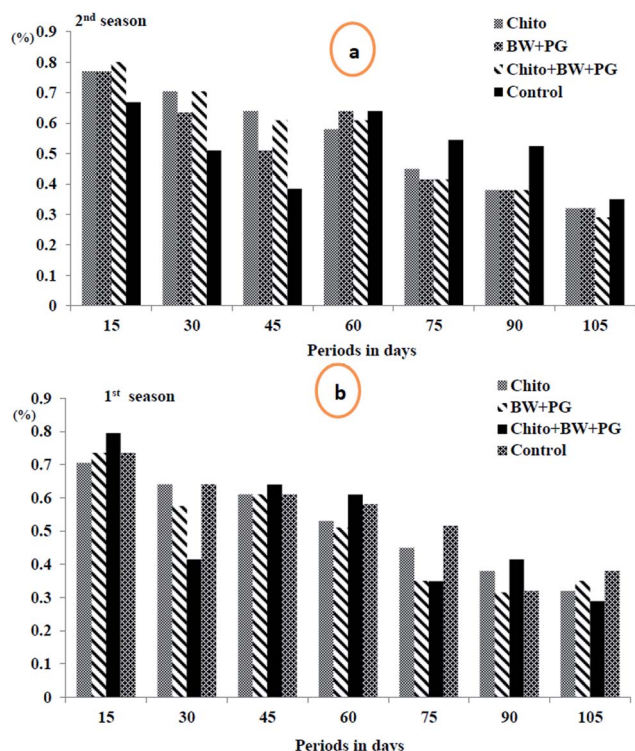 (%)
2nd season
a
Chito
BW+PG
Chito+BW+PG
Control
0.9
0.8
0.7
0.6
0.5
0.4
0.3
0.2
0.1
0
15 30 45 60 75 90 105
Periods in days
(%)
1st season
b
Chito
BW+PG
Chito+BW+PG
Control
0.9
0.8
0.7
0.6
0.5
0.4
0.3
0.2
0.1
0
15 30 45 60 75 90 105
Periods in days